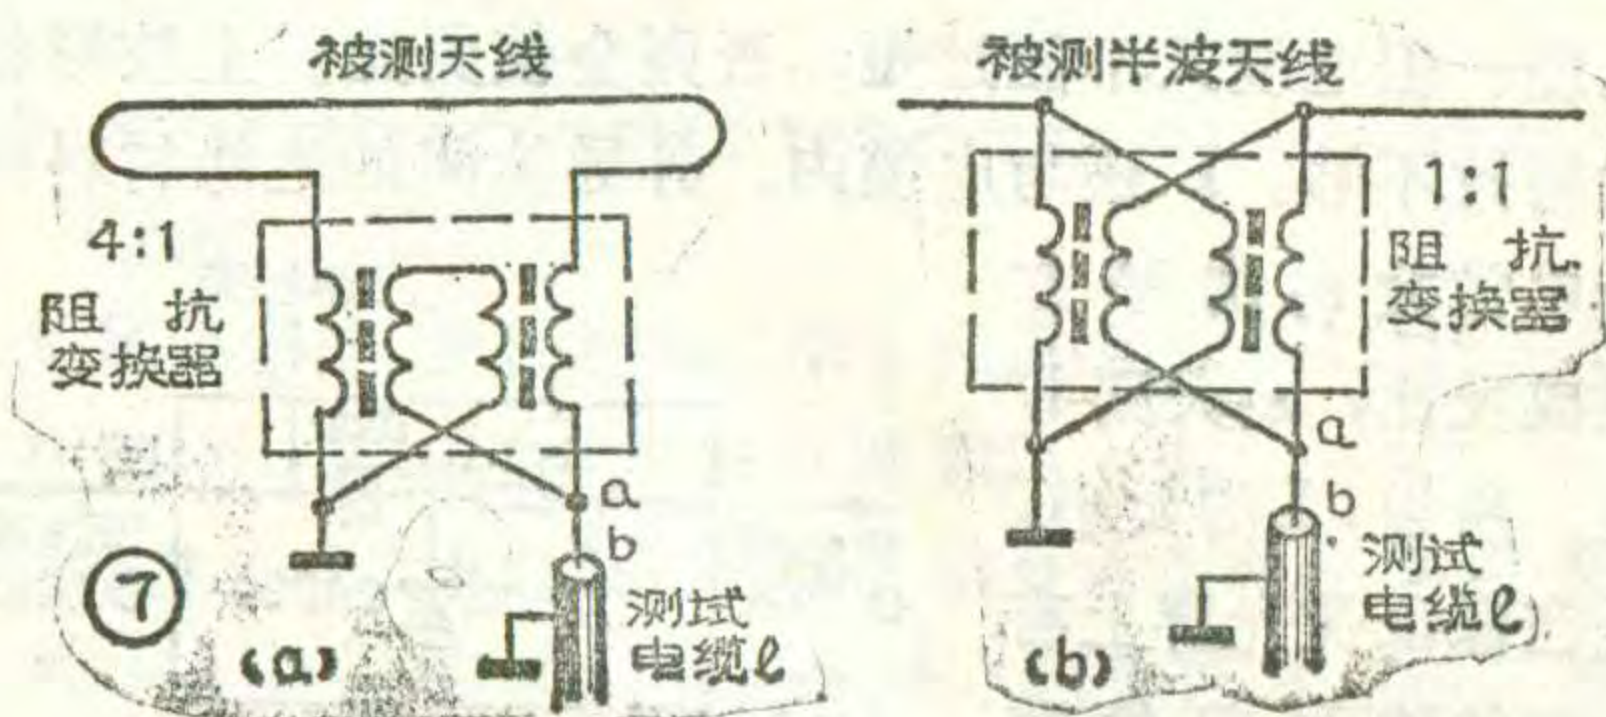 被测天线
4:1
阻 抗
变换器
a
b
测试
电缆ℓ
⑦
(a)
被测半波天线
1:1
阻 抗
变换器
a
b
测试
电缆ℓ
(b)